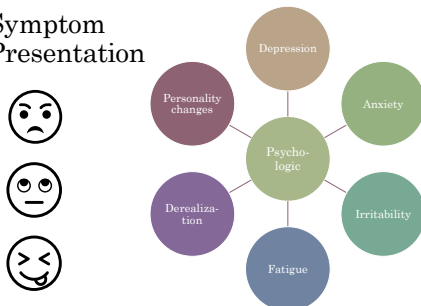 Symptom
Presentation
Depression
Personality
changes
Anxiety
Psycho-
logic
Derealiza-
tion
Irritability
Fatigue